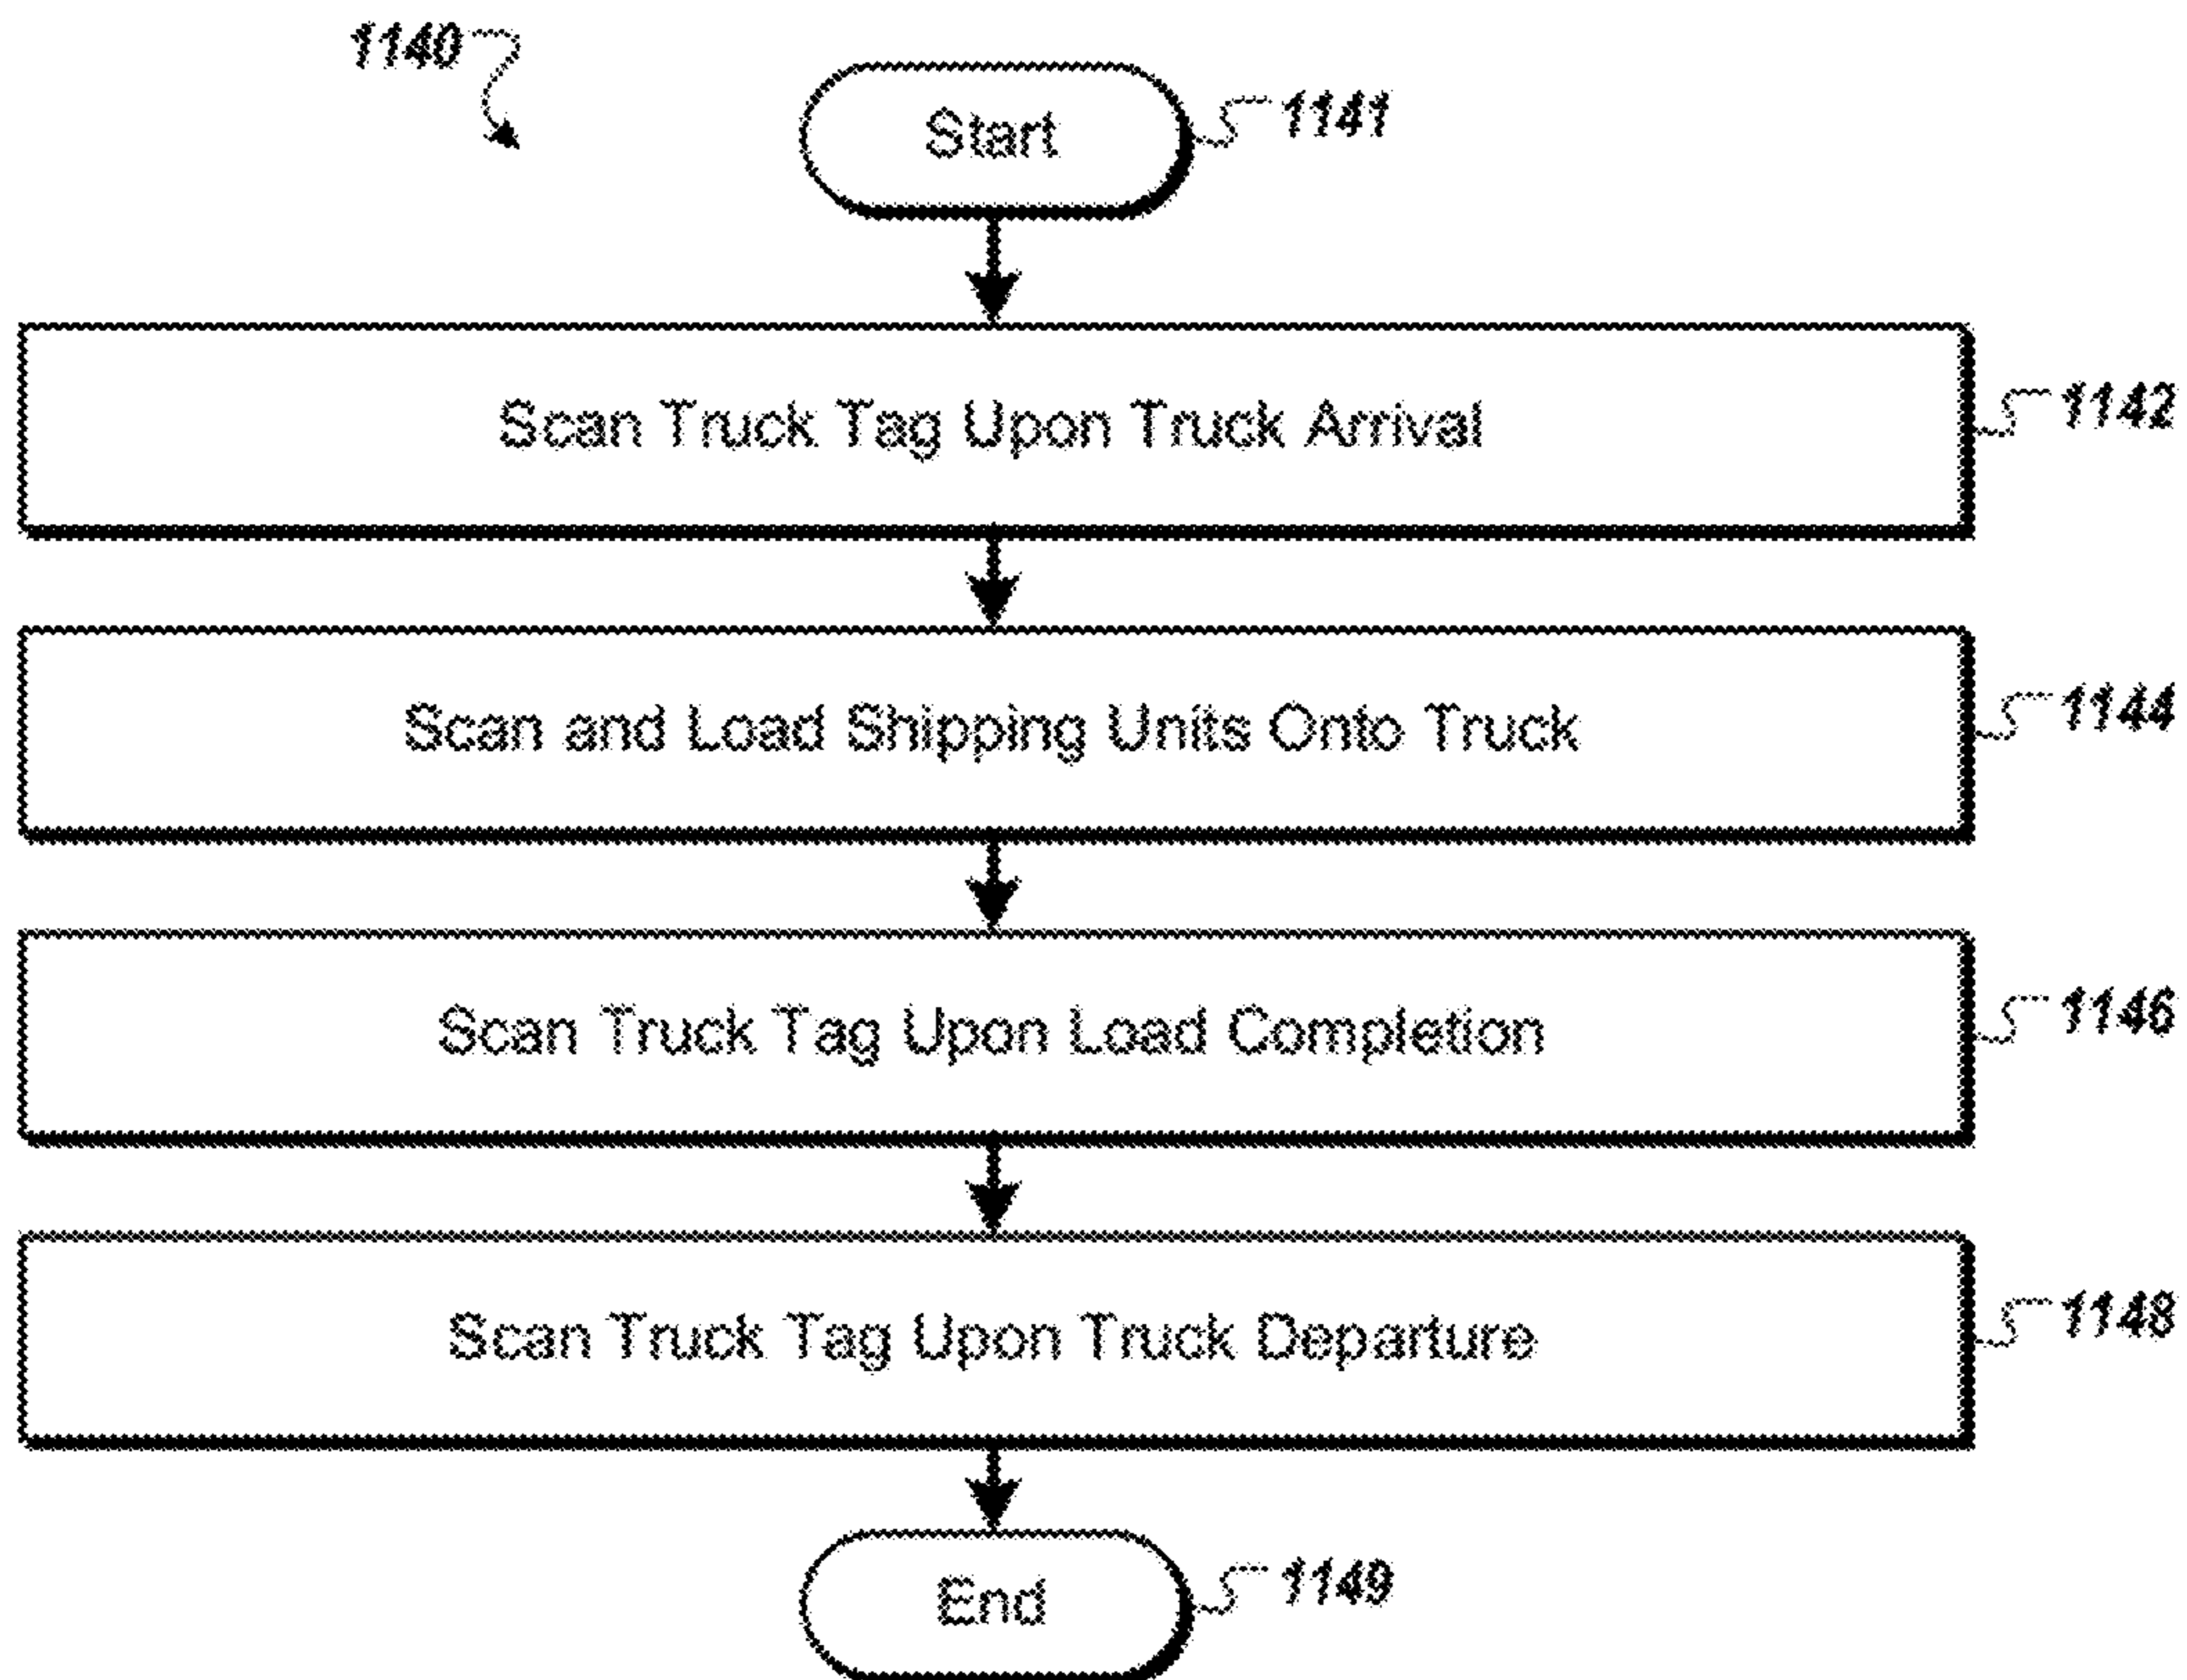 1140
Start
1141
Scan Truck Tag Upon Truck Arrival
1142
Scan and Load Shipping Units Onto Truck
1144
Scan Truck Tag Upon Load Completion
1146
Scan Truck Tag Upon Truck Departure
1148
End
1149